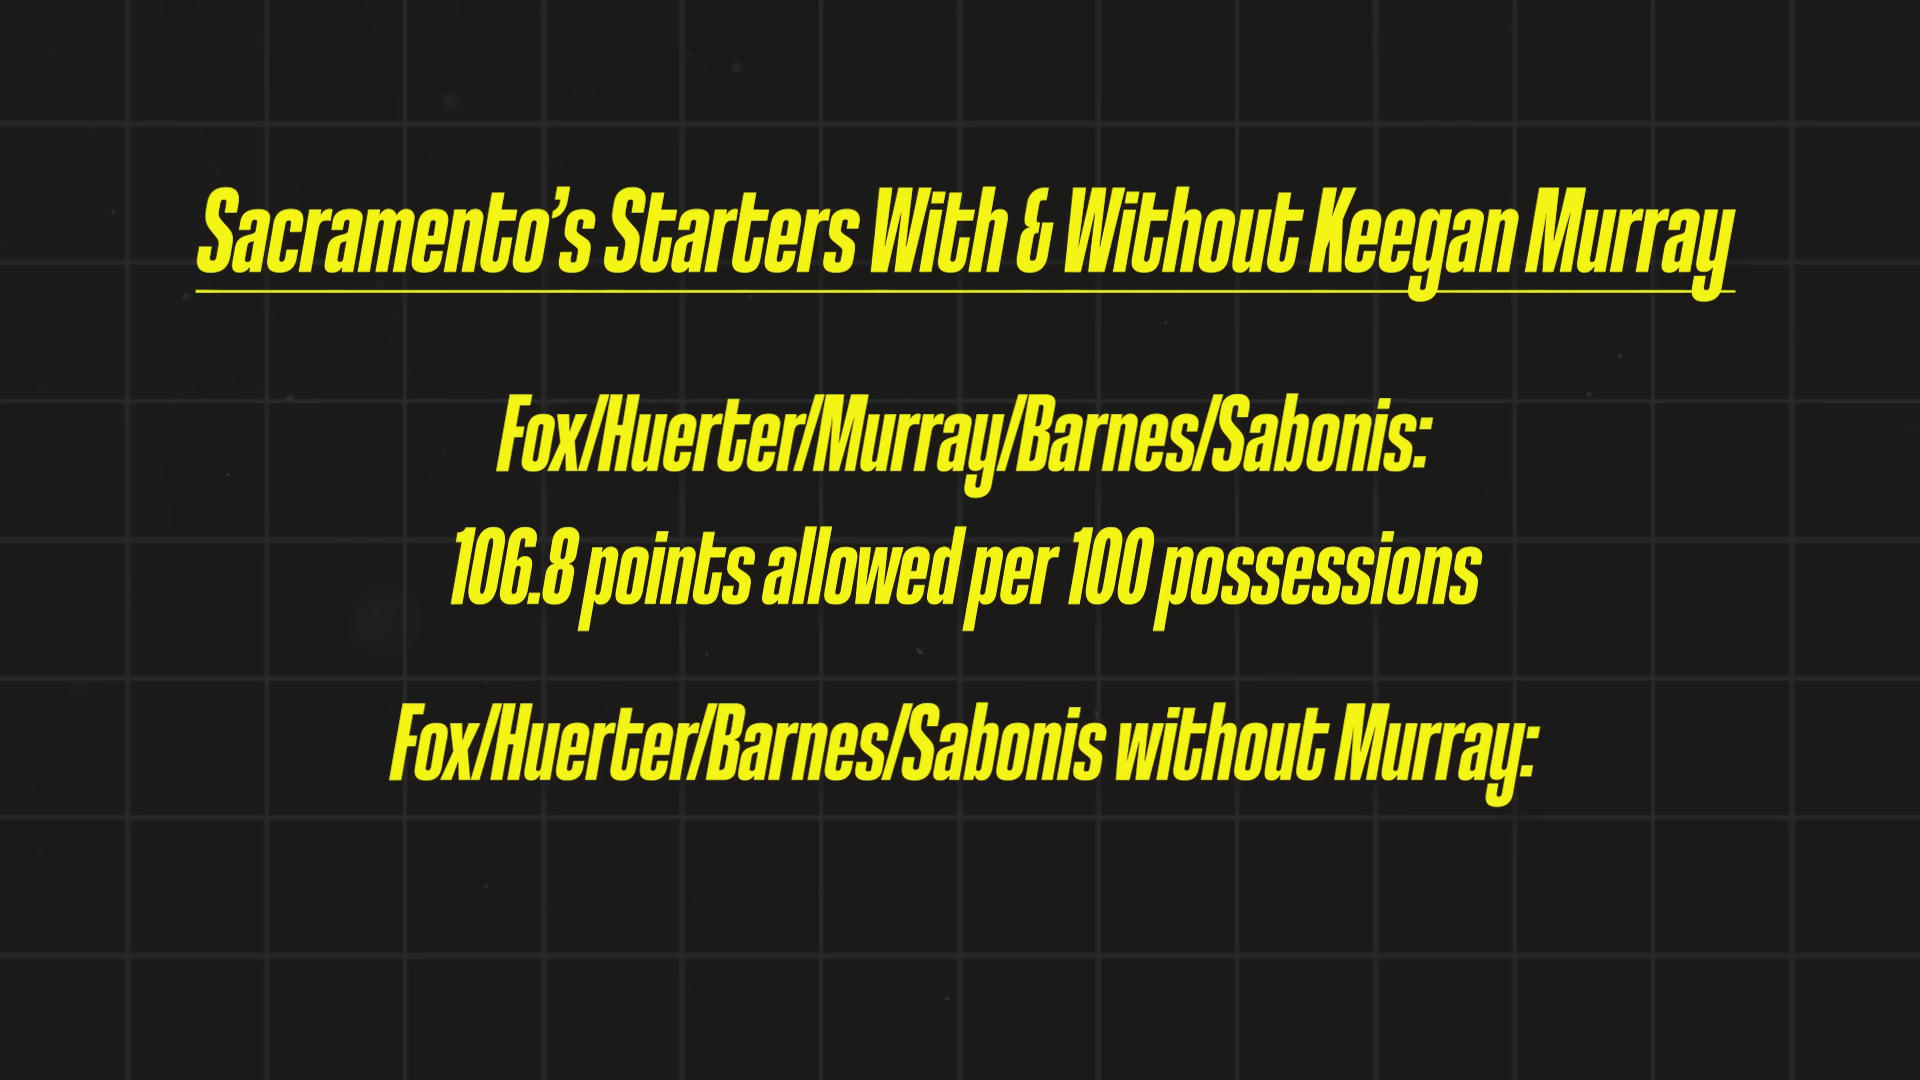 Sacramento’s Starters With & Without Keegan Murray
Fox/Huerter/Murray/Barnes/Sabonis:
106.8 points allowed per 100 possessions
Fox/Huerter/Barnes/Sabonis without Murray: